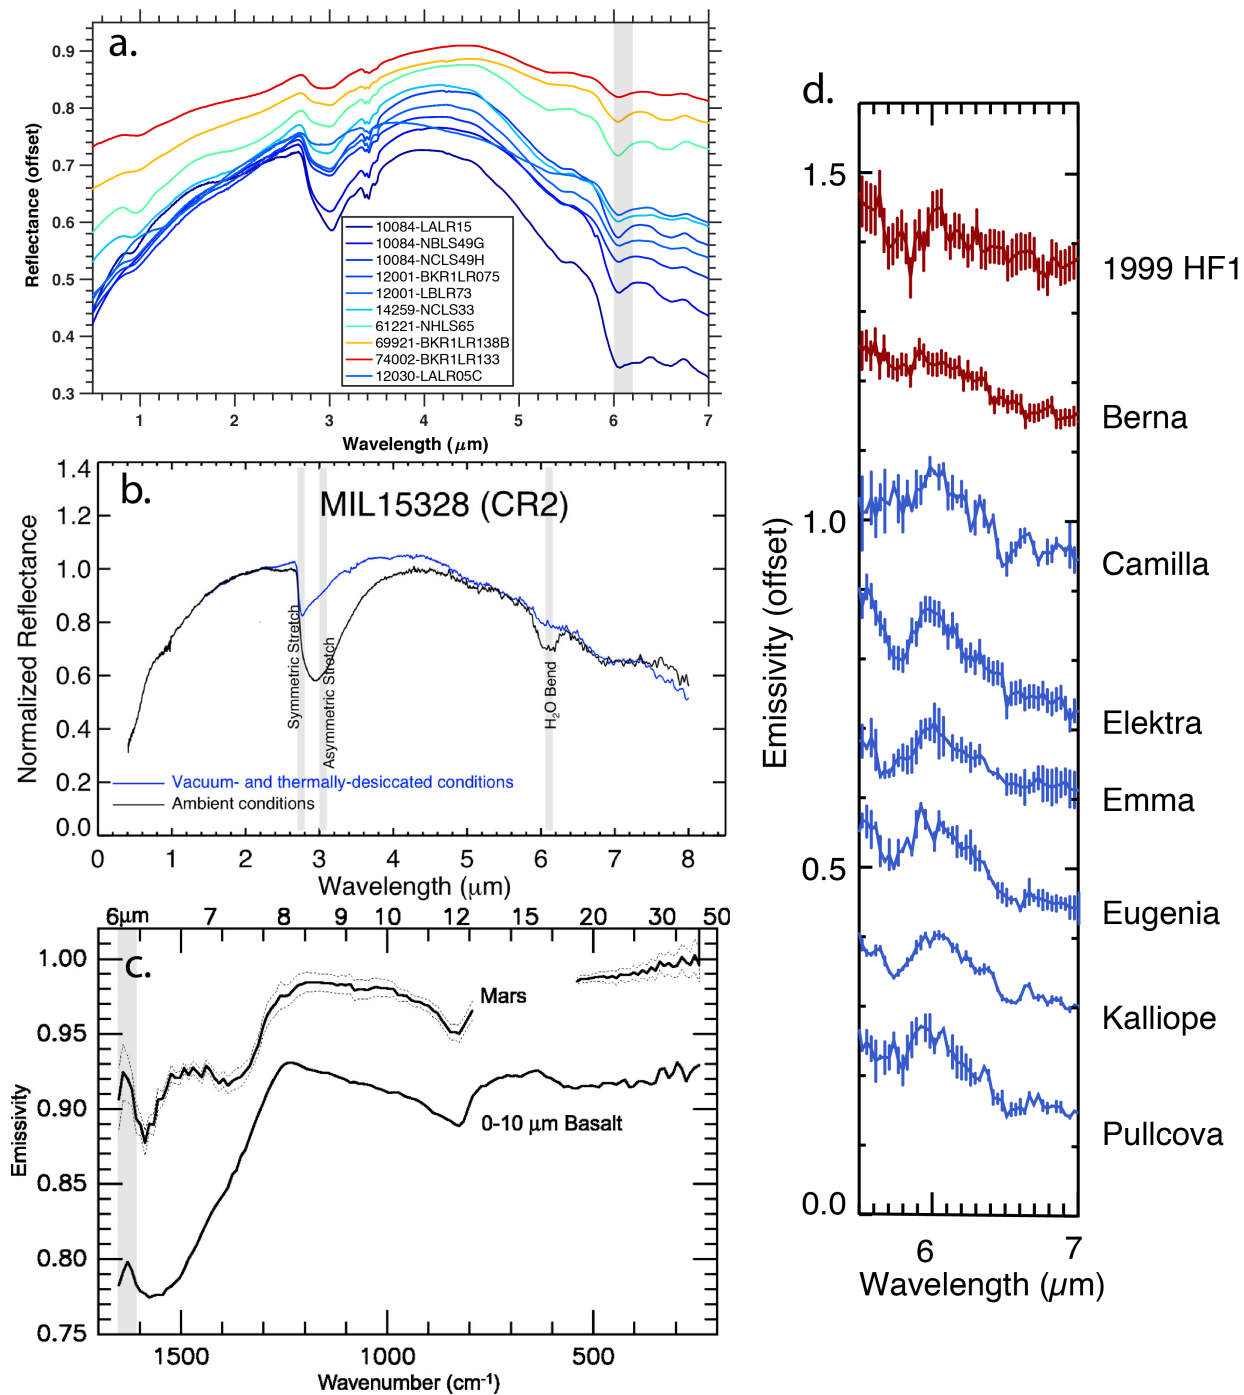 a.
Reflectance (offset)
0.9
0.8
0.7
0.6
0.5
0.4
0.3
10084-LALR15
10084-NBLS49G
10084-NCLS49H
12001-BKR1LR075
12001-LBLR73
14259-NCLS33
61221-NHLS65
69921-BKR1LR138B
74002-BKR1LR133
12030-LALR05C
1 2 3 4 5 6 7
Wavelength (μm)
b.
MIL15328 (CR2)
Normalized Reflectance
1.4
1.2
1.0
0.8
0.6
0.4
0.2
0.0
Symmetric Stretch
Asymmetric Stretch
H₂O Bend
Vacuum- and thermally-desiccated conditions
Ambient conditions
0 1 2 3 4 5 6 7 8
Wavelength (μm)
6μm 7 8 9 10 12 15 20 30 50
c.
Emissivity
1.00
0.95
0.90
0.85
0.80
0.75
Mars
0-10 μm Basalt
1500 1000 500
Wavenumber (cm⁻¹)
d.
Emissivity (offset)
1.5
1.0
0.5
0.0
1999 HF1
Berna
Camilla
Elektra
Emma
Eugenia
Kalliope
Pullcova
6 7
Wavelength (μm)